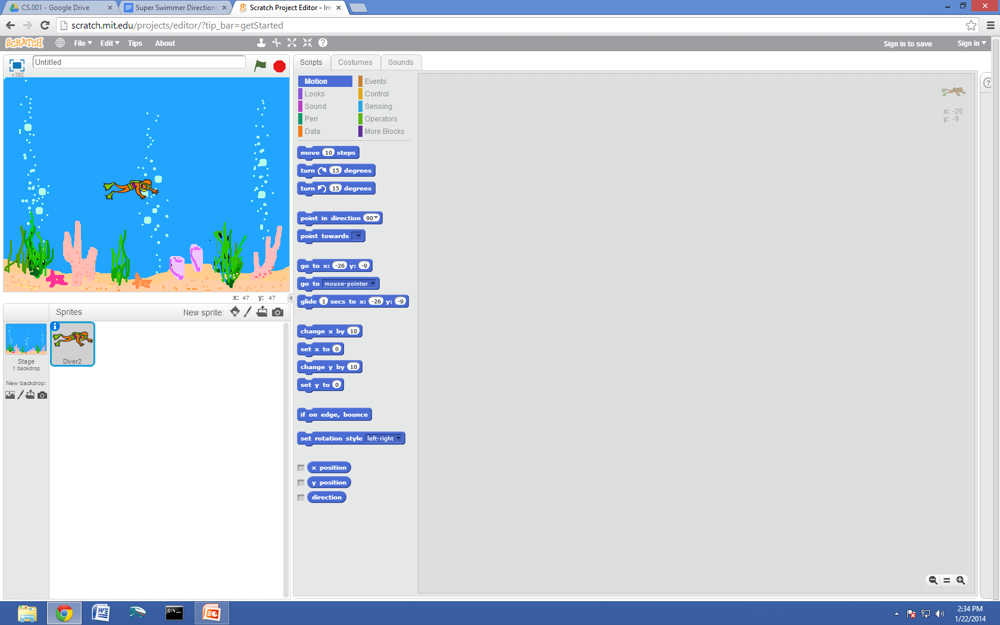 CS.001 - Google Drive
Super Swimmer Directions
Scratch Project Editor - Im
scratch.mit.edu/projects/editor/?tip_bar=getStarted
SCRATCH File Edit Tips About Sign in to save Sign in
Untitled
v392
Scripts Costumes Sounds
Motion Events
Looks Control
Sound Sensing
Pen Operators
Data More Blocks
x: -26
y: -9
move 10 steps
turn 15 degrees
turn 15 degrees
point in direction 90
point towards
go to x: -26 y: -9
go to mouse-pointer
glide 1 secs to x: -26 y: -9
change x by 10
set x to 0
change y by 10
set y to 0
if on edge, bounce
set rotation style left-right
x position
y position
direction
x: 47 y: 47
Sprites New sprite:
Diver2
Stage
1 backdrop
New backdrop:
2:34 PM
1/22/2014